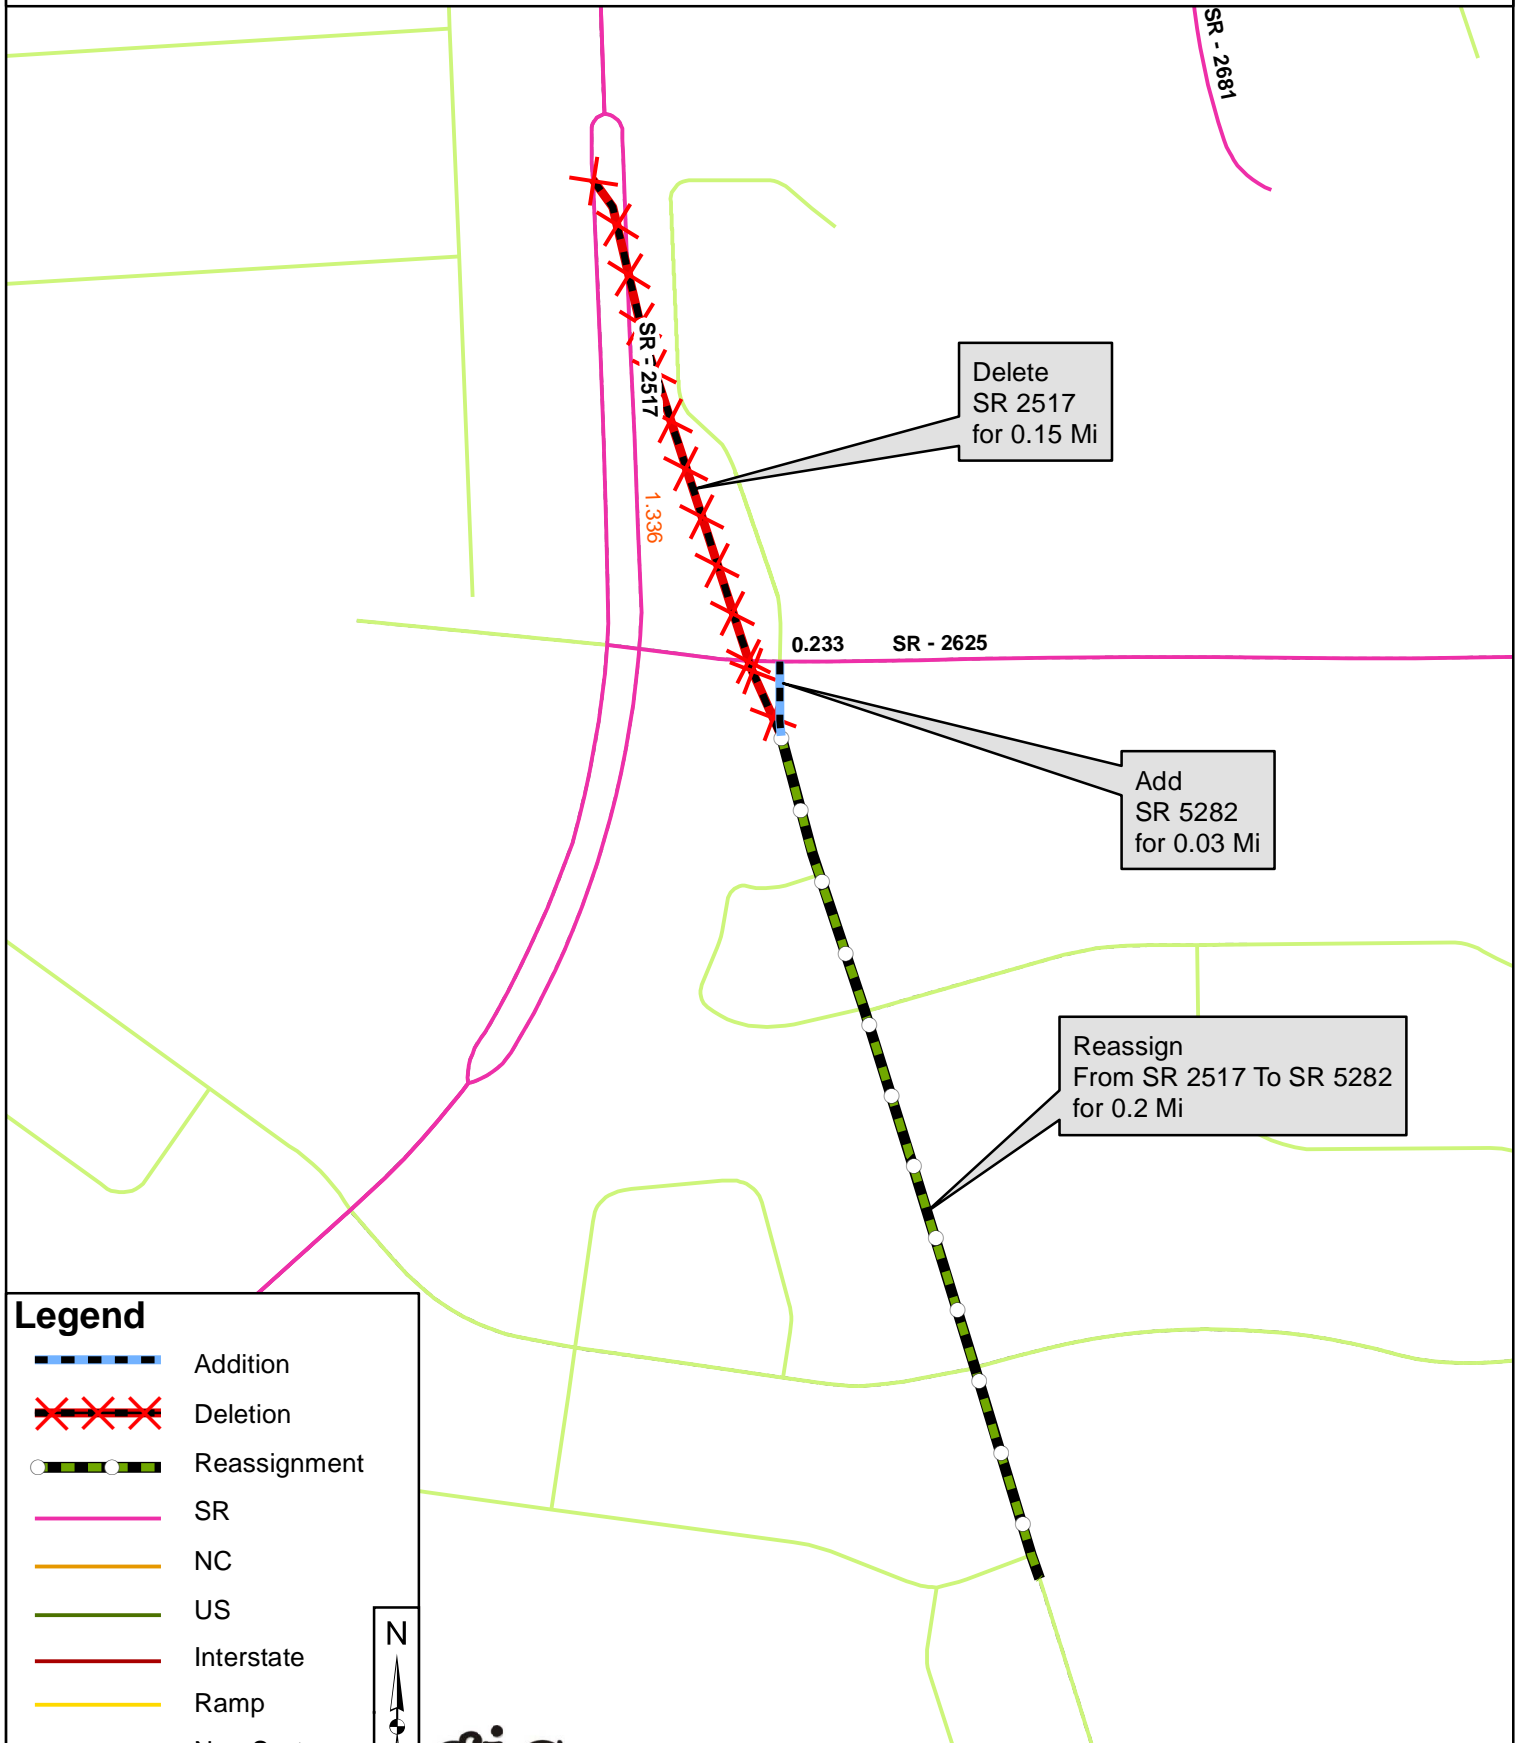 SR - 2681
SR - 2517
Delete
SR 2517
for 0.15 Mi
1.336
0.233 SR - 2625
Add
SR 5282
for 0.03 Mi
Reassign
From SR 2517 To SR 5282
for 0.2 Mi
Legend
Addition
Deletion
Reassignment
SR
NC
US
Interstate
Ramp
N